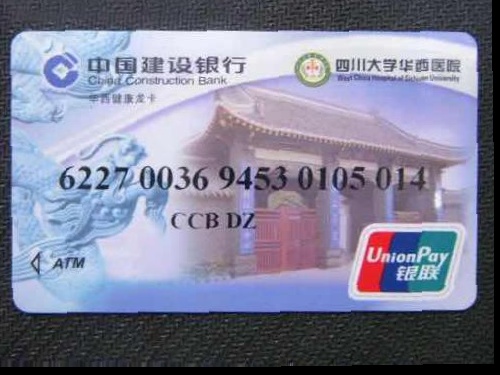 中国建设银行
China Construction Bank
华西健康龙卡
四川大学华西医院
West China Hospital of Sichuan University
6227 0036 9453 0105 014
CCB DZ
ATM
UnionPay
银联